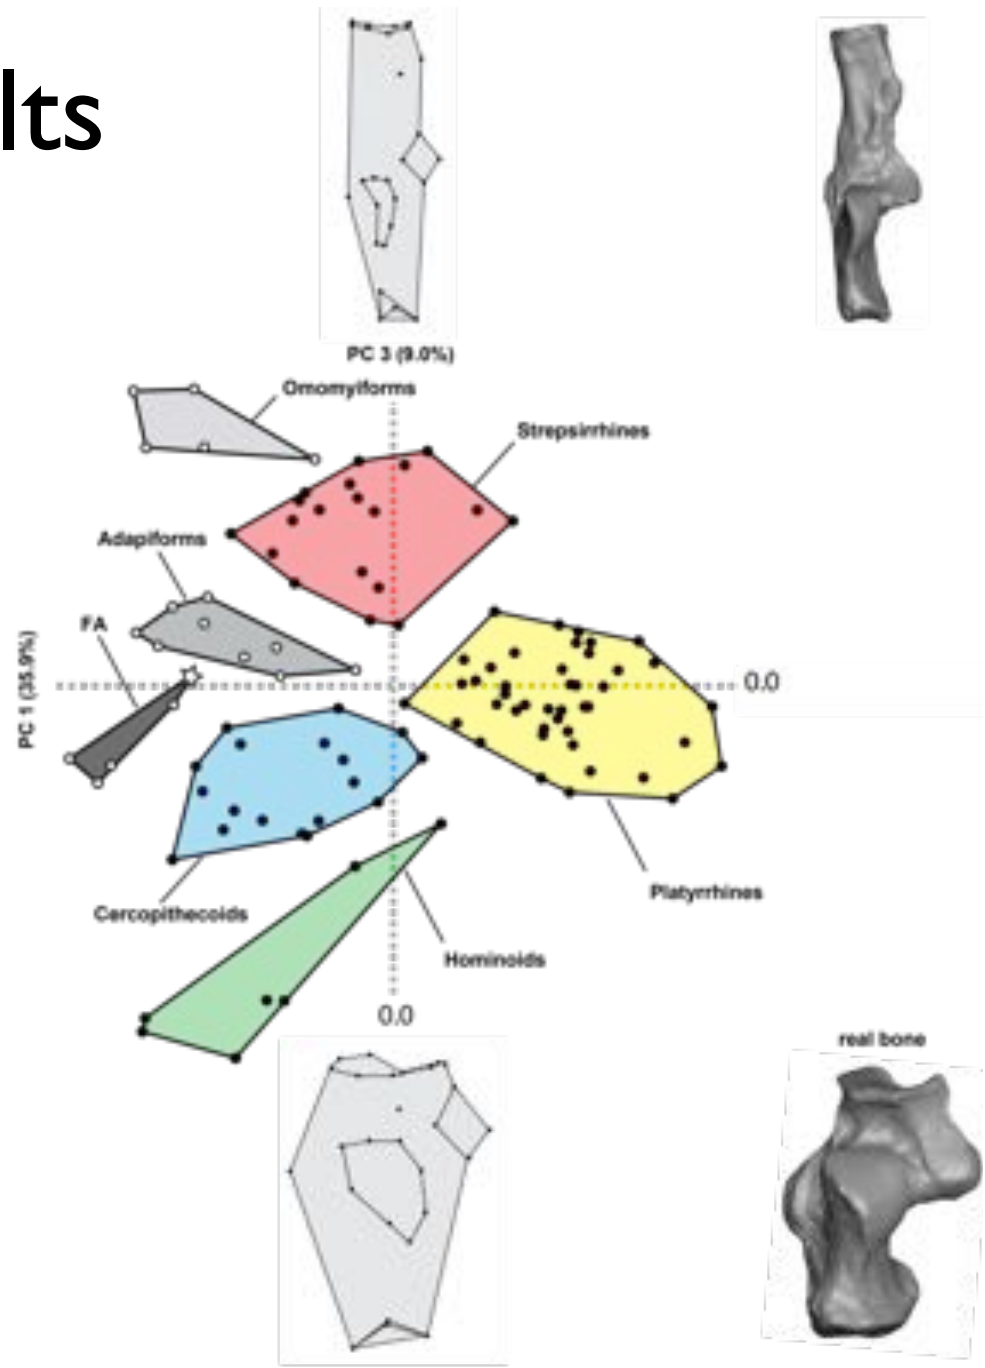 lts
PC 3 (9.0%)
Omomyiforms
Strepsirrhines
Adapiforms
FA
PC 1 (35.9%)
0.0
Platyrrhines
Cercopithecoids
Hominoids
0.0
real bone